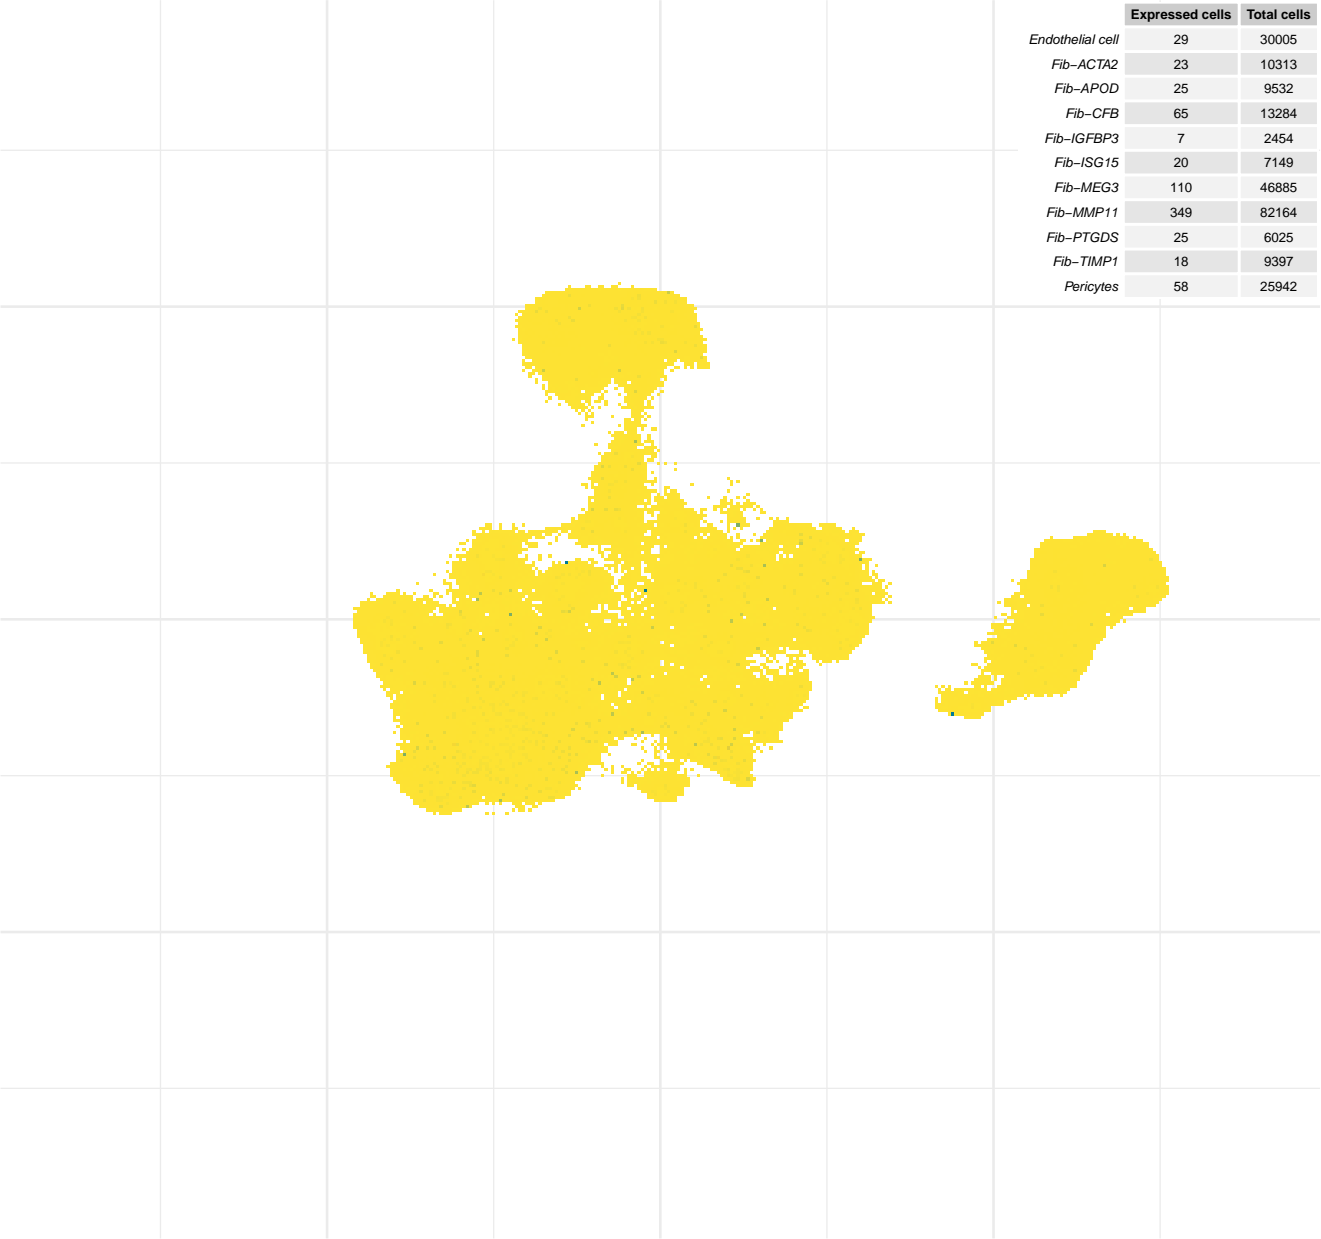 Expressed cells Total cells
Endothelial cell 29 30005
Fib−ACTA2 23 10313
Fib−APOD 25 9532
Fib−CFB 65 13284
Fib−IGFBP3 7 2454
Fib−ISG15 20 7149
Fib−MEG3 110 46885
Fib−MMP11 349 82164
Fib−PTGDS 25 6025
Fib−TIMP1 18 9397
Pericytes 58 25942